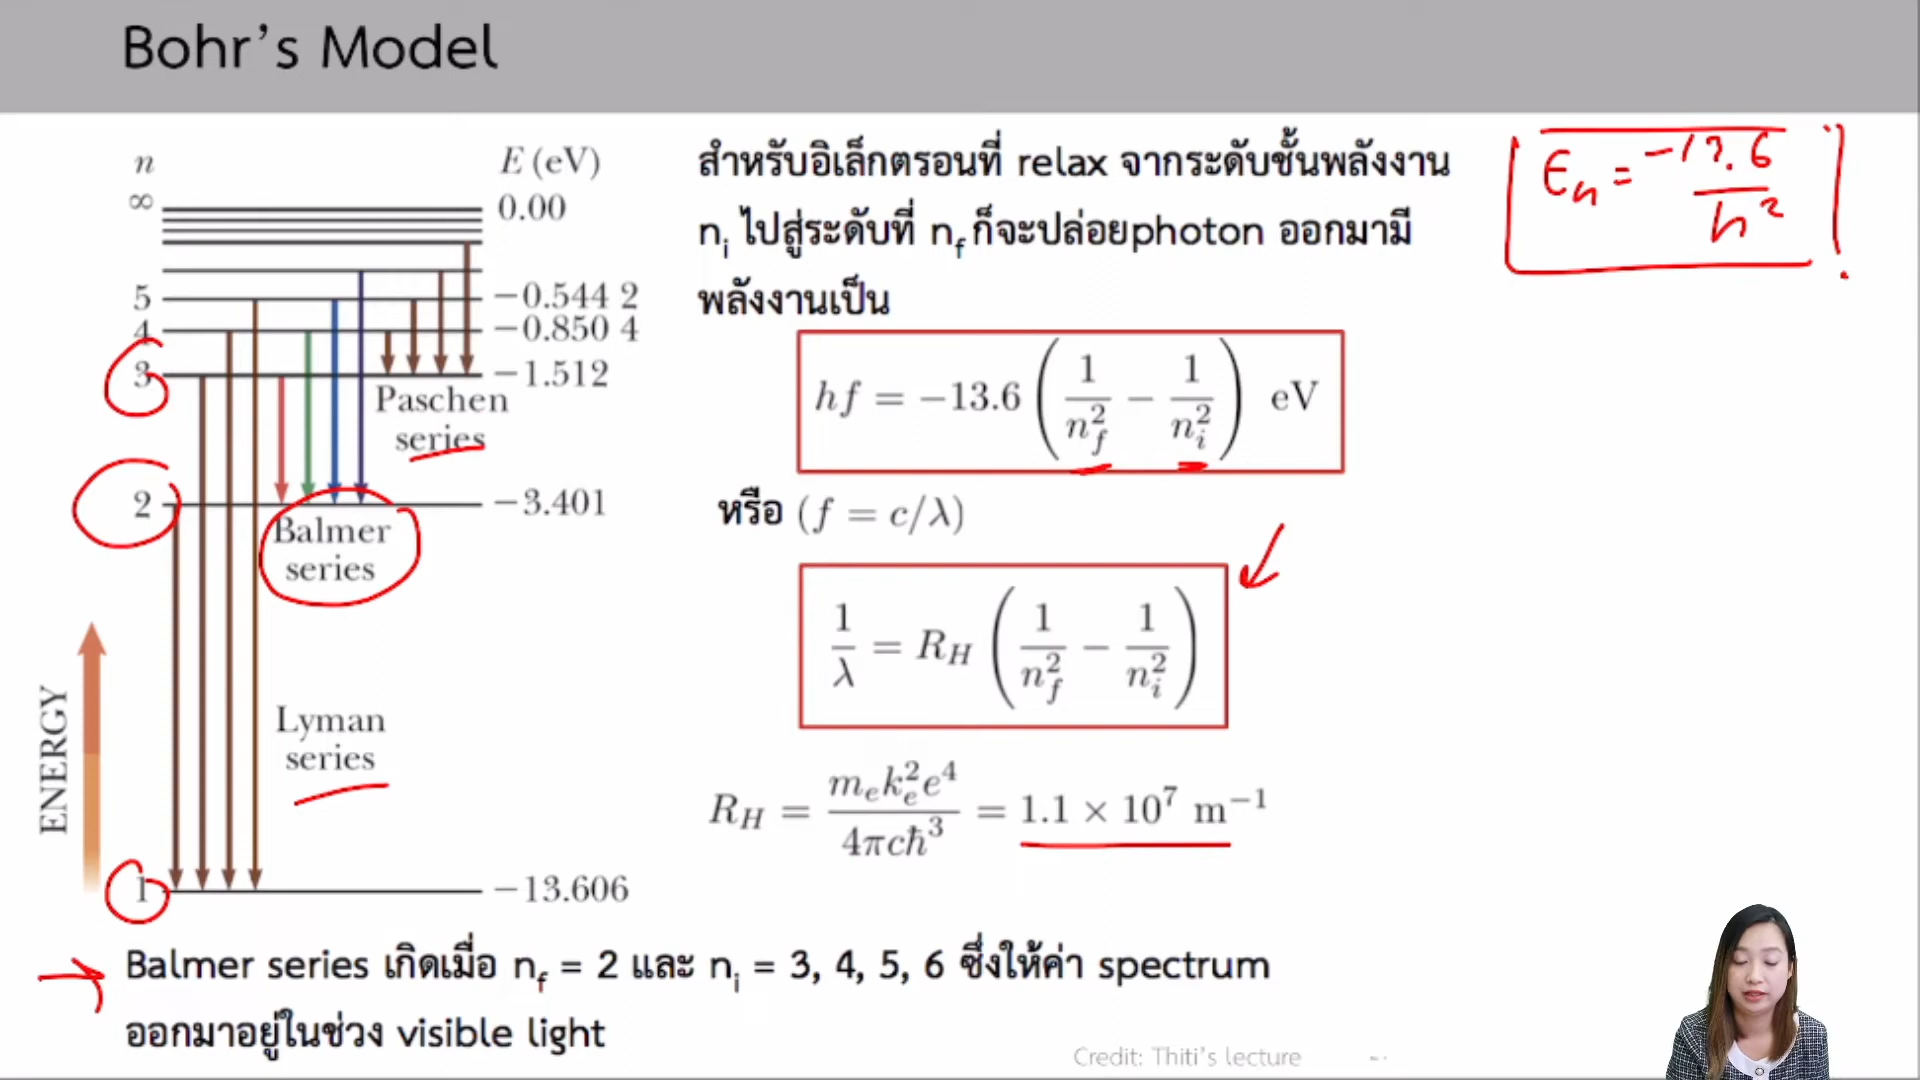 Bohr's Model
n
E (eV)
∞
0.00
5
−0.544 2
4
−0.850 4
3
−1.512
Paschen
series
2
−3.401
Balmer
series
Lyman
series
ENERGY
1
−13.606
สำหรับอิเล็กตรอนที่ relax จากระดับชั้นพลังงาน
nᵢ ไปสู่ระดับที่ n_f ก็จะปล่อยphoton ออกมามี
พลังงานเป็น
hf = −13.6 (1/n_f² − 1/nᵢ²) eV
หรือ (f = c/λ)
1/λ = R_H (1/n_f² − 1/nᵢ²)
R_H = mₑkₑ²e⁴/4πcħ³ = 1.1 × 10⁷ m⁻¹
Eₙ = −13.6/n²
Balmer series เกิดเมื่อ n_f = 2 และ nᵢ = 3, 4, 5, 6 ซึ่งให้ค่า spectrum
ออกมาอยู่ในช่วง visible light
Credit: Thiti's lecture